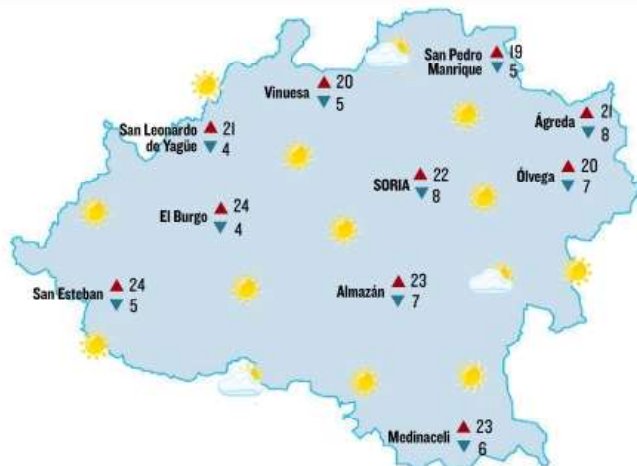 San Pedro
Manrique
19
5
Vinuesa
20
5
Ágreda
21
8
San Leonardo
de Yagüe
21
4
Ólvega
20
7
SORIA
22
8
El Burgo
24
4
San Esteban
24
5
Almazán
23
7
Medinaceli
23
6